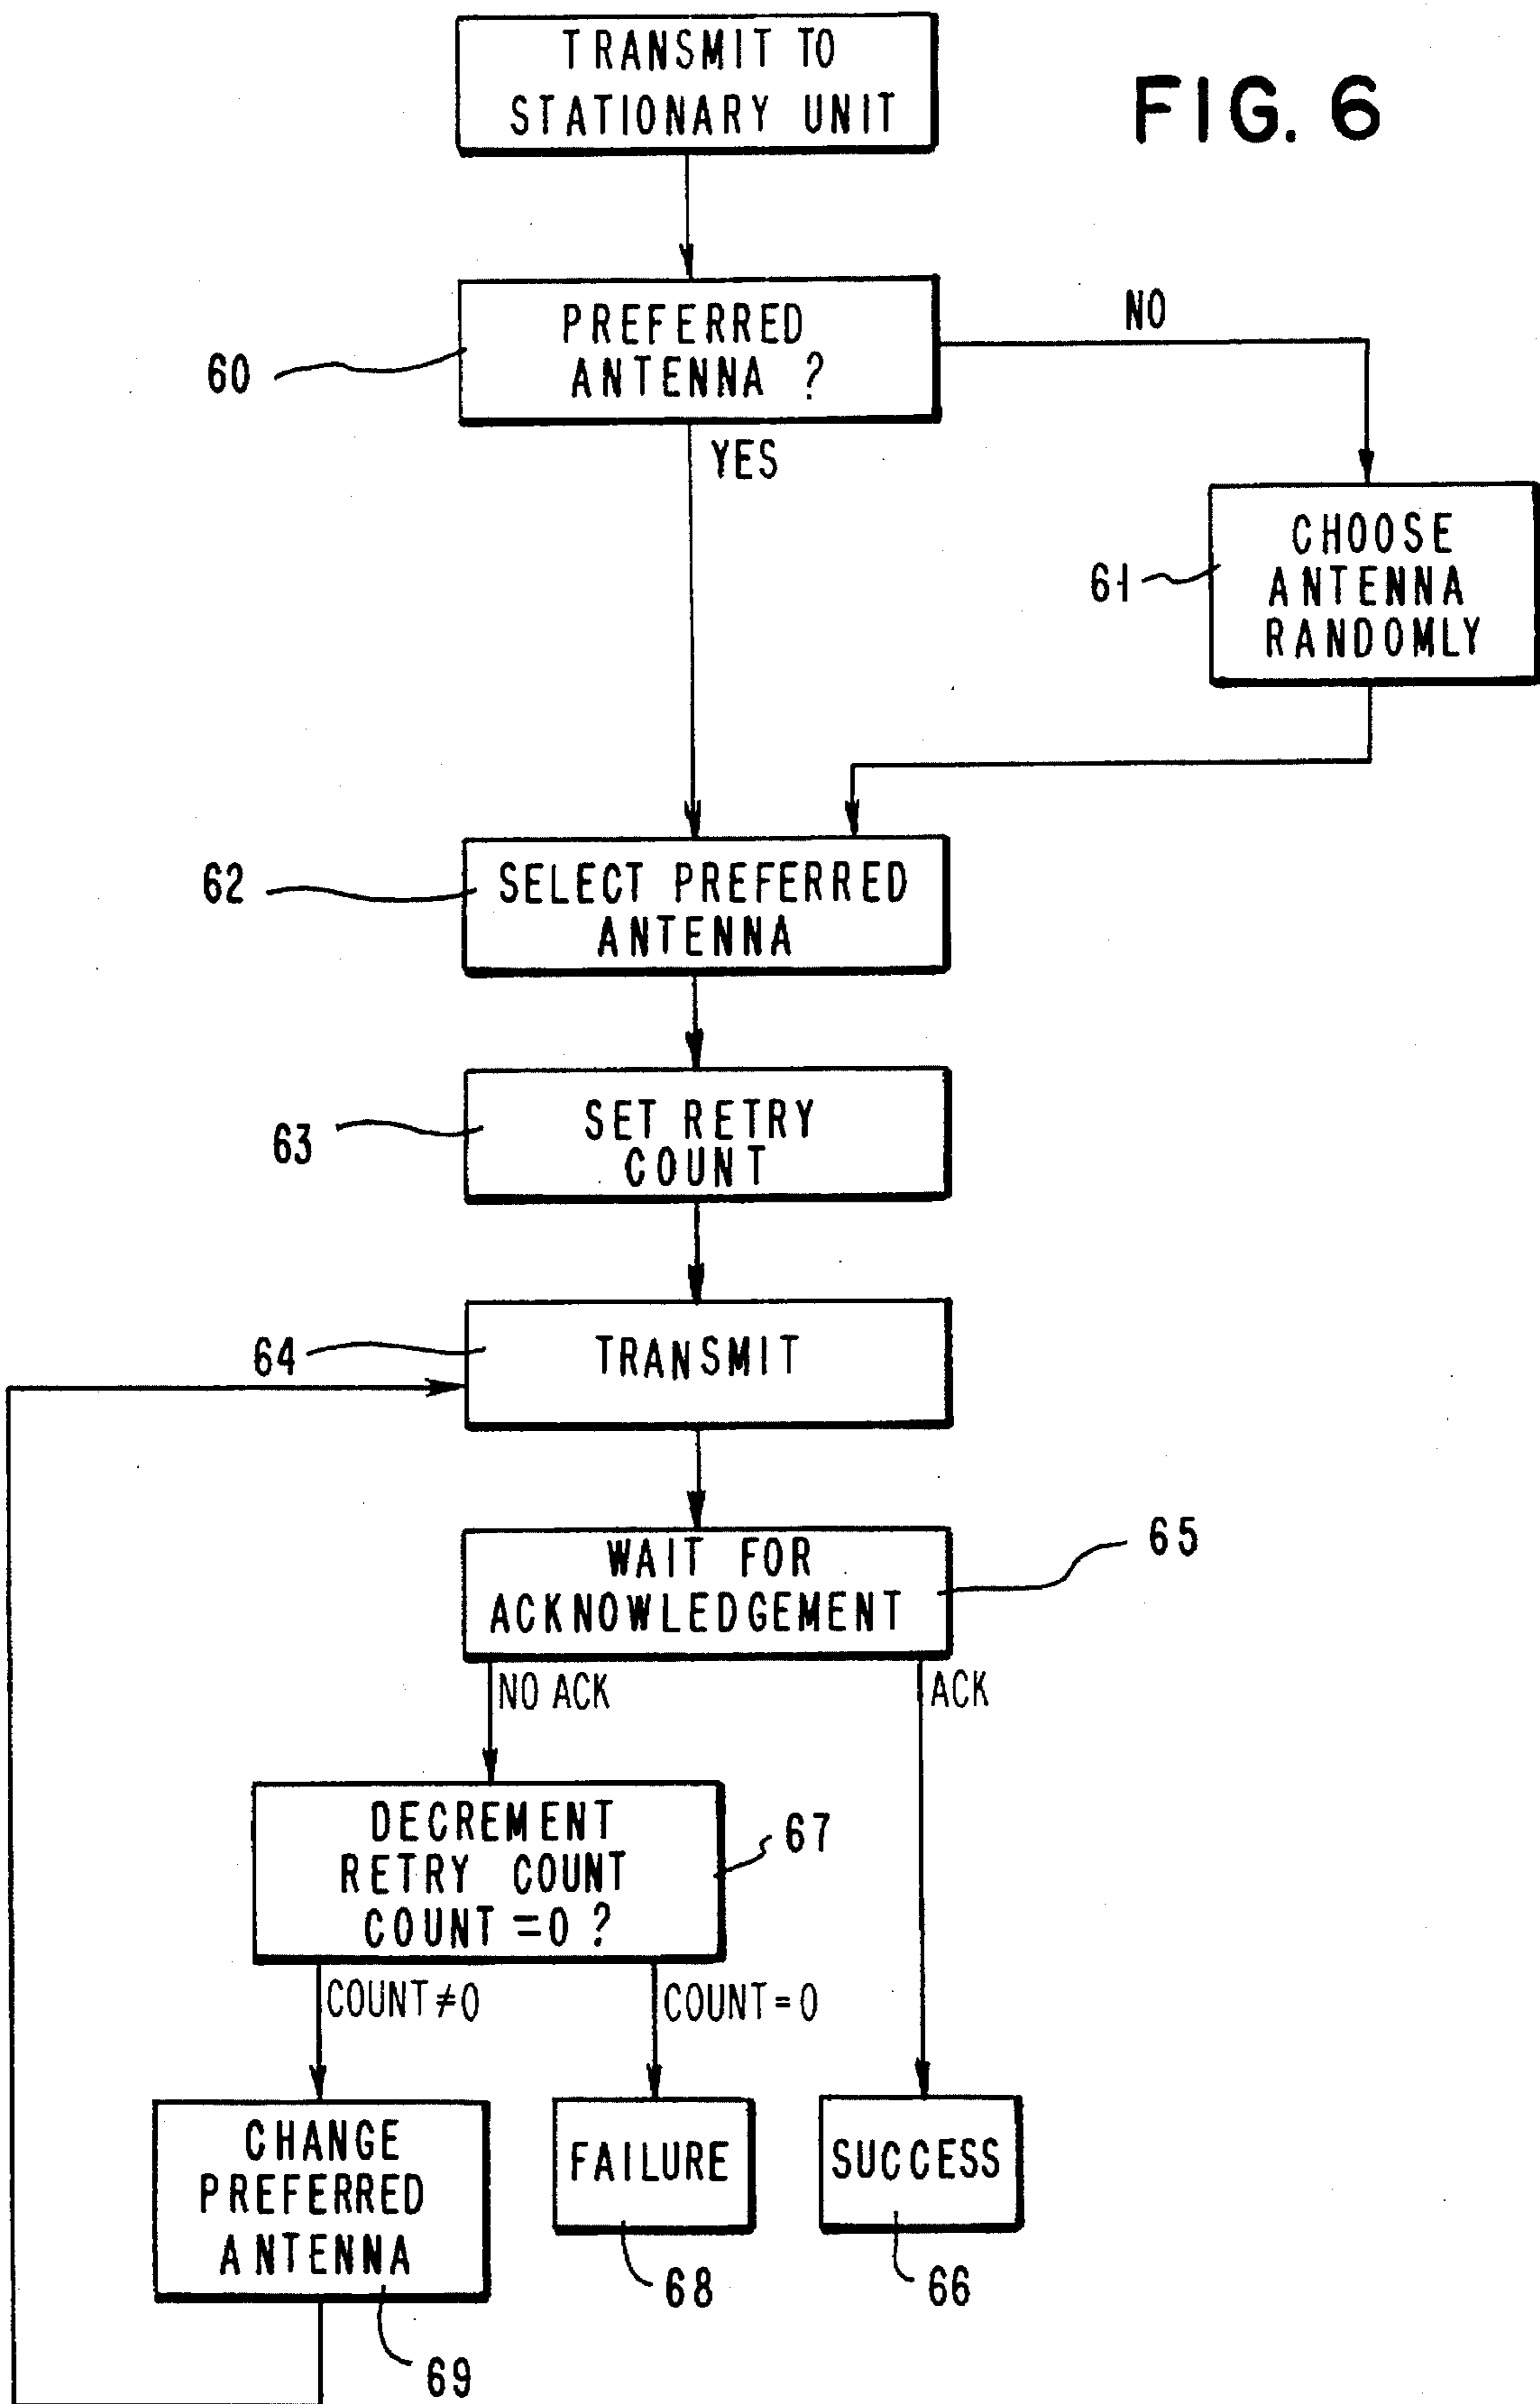 TRANSMIT TO
STATIONARY UNIT
FIG. 6
PREFERRED
ANTENNA ?
60
NO
YES
CHOOSE
ANTENNA
RANDOMLY
61
62
SELECT PREFERRED
ANTENNA
63
SET RETRY
COUNT
64
TRANSMIT
WAIT FOR
ACKNOWLEDGEMENT
65
NO ACK
ACK
DECREMENT
RETRY COUNT
COUNT =0 ?
67
COUNT≠0
COUNT=0
CHANGE
PREFERRED
ANTENNA
FAILURE
SUCCESS
68
66
69